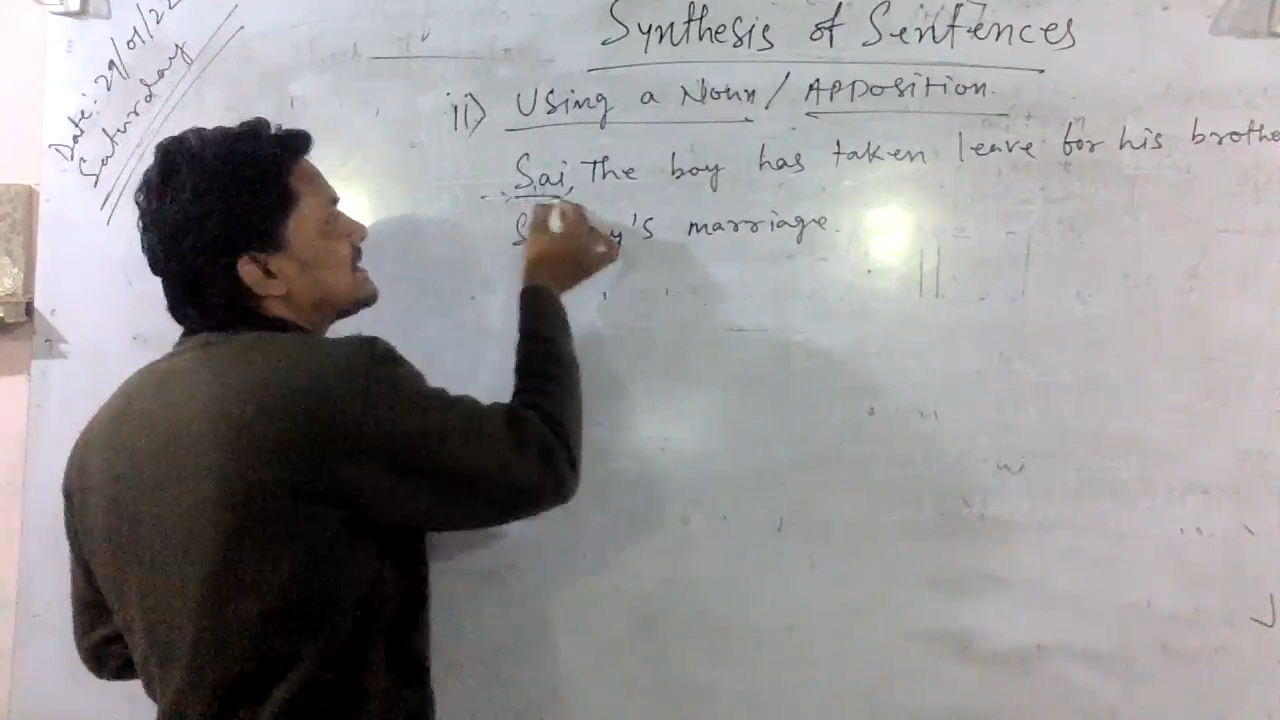 Date: 29/01/22
Saturday
Synthesis of Sentences
ii) Using a Noun / APPosition.
Sai, The boy has taken leave for his brothe
marriage.